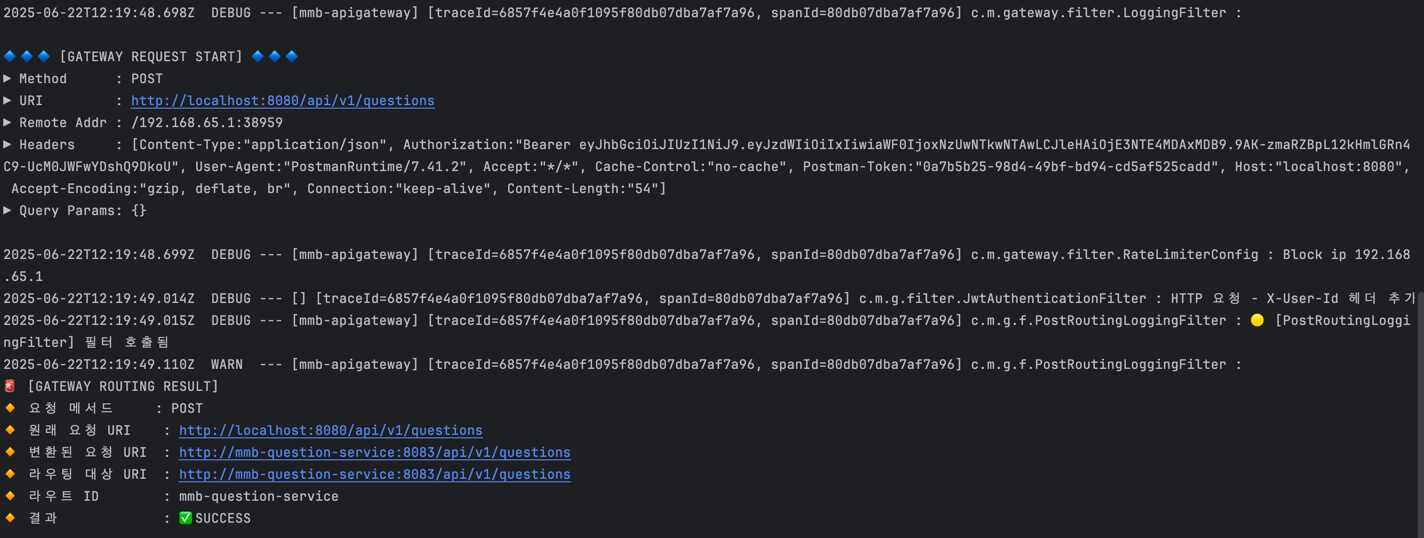 2025-06-22T12:19:48.698Z  DEBUG --- [mmb-apigateway] [traceId=6857f4e4a0f1095f80db07dba7af7a96, spanId=80db07dba7af7a96] c.m.gateway.filter.LoggingFilter :
🔷🔷🔷 [GATEWAY REQUEST START] 🔷🔷🔷
▶ Method      : POST
▶ URI         : http://localhost:8080/api/v1/questions
▶ Remote Addr : /192.168.65.1:38959
▶ Headers     : [Content-Type:"application/json", Authorization:"Bearer eyJhbGciOiJIUzI1NiJ9.eyJzdWIiOiIxIiwiaWF0IjoxNzUwNTkwNTAwLCJleHAiOjE3NTE4MDAxMDB9.9AK-zmaRZBpL12kHmlGRn4
C9-UcM0JWFwYDshQ9DkoU", User-Agent:"PostmanRuntime/7.41.2", Accept:"*/*", Cache-Control:"no-cache", Postman-Token:"0a7b5b25-98d4-49bf-bd94-cd5af525cadd", Host:"localhost:8080",
 Accept-Encoding:"gzip, deflate, br", Connection:"keep-alive", Content-Length:"54"]
▶ Query Params: {}
2025-06-22T12:19:48.699Z  DEBUG --- [mmb-apigateway] [traceId=6857f4e4a0f1095f80db07dba7af7a96, spanId=80db07dba7af7a96] c.m.gateway.filter.RateLimiterConfig : Block ip 192.168
.65.1
2025-06-22T12:19:49.014Z  DEBUG --- [] [traceId=6857f4e4a0f1095f80db07dba7af7a96, spanId=80db07dba7af7a96] c.m.g.filter.JwtAuthenticationFilter : HTTP 요청 - X-User-Id 헤더 추가
2025-06-22T12:19:49.015Z  DEBUG --- [mmb-apigateway] [traceId=6857f4e4a0f1095f80db07dba7af7a96, spanId=80db07dba7af7a96] c.m.g.f.PostRoutingLoggingFilter : 🟡 [PostRoutingLoggi
ngFilter] 필터 호출됨
2025-06-22T12:19:49.110Z  WARN  --- [mmb-apigateway] [traceId=6857f4e4a0f1095f80db07dba7af7a96, spanId=80db07dba7af7a96] c.m.g.f.PostRoutingLoggingFilter :
🚨 [GATEWAY ROUTING RESULT]
🔸 요청 메서드     : POST
🔸 원래 요청 URI    : http://localhost:8080/api/v1/questions
🔸 변환된 요청 URI  : http://mmb-question-service:8083/api/v1/questions
🔸 라우팅 대상 URI  : http://mmb-question-service:8083/api/v1/questions
🔸 라우트 ID        : mmb-question-service
🔸 결과             : ✅SUCCESS